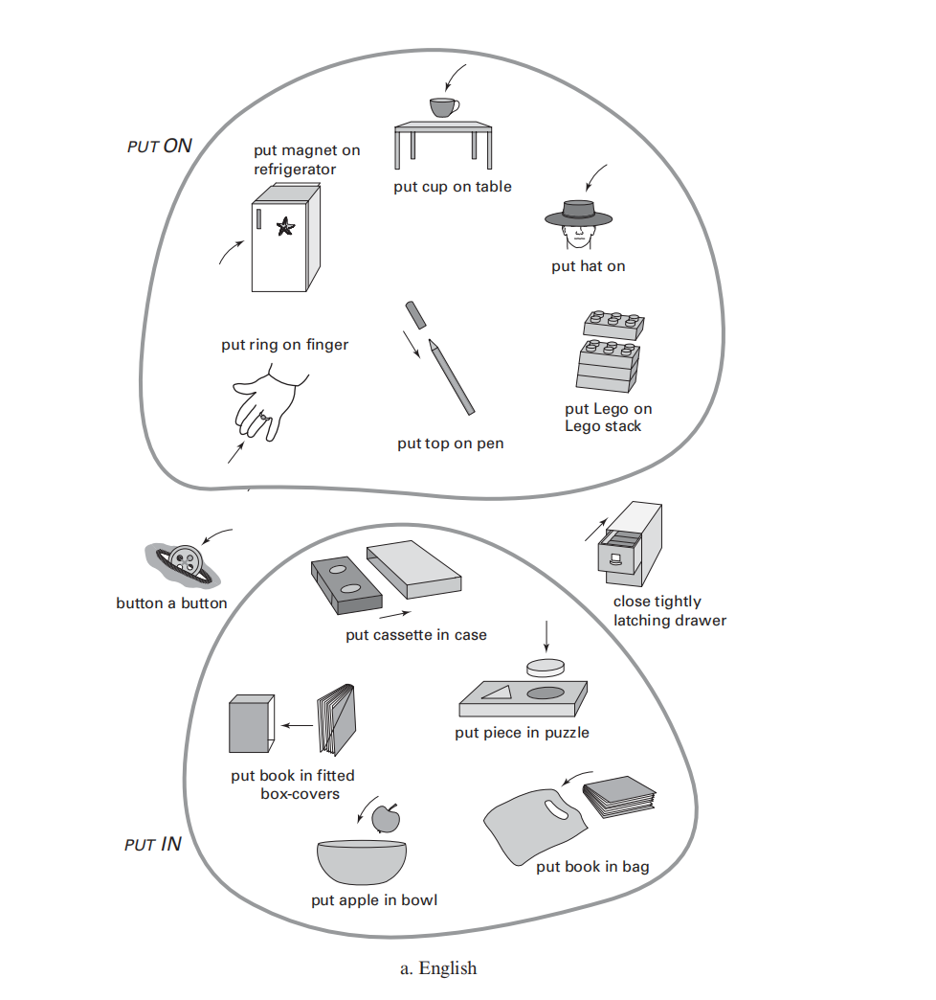 PUT ON
put magnet on
refrigerator
put cup on table
put hat on
put ring on finger
put top on pen
put Lego on
Lego stack
button a button
put cassette in case
close tightly
latching drawer
put piece in puzzle
put book in fitted
box-covers
PUT IN
put book in bag
put apple in bowl
a. English